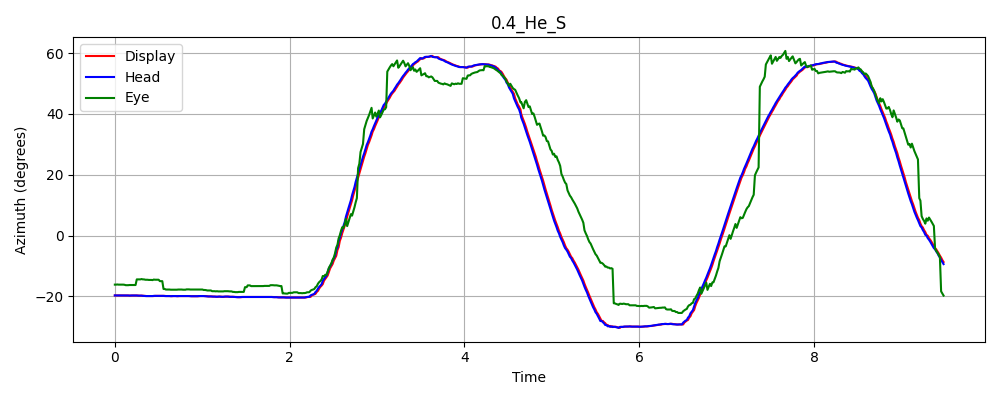 0.4_He_S
Display
Head
Eye
60
40
20
0
−20
Azimuth (degrees)
0 2 4 6 8
Time